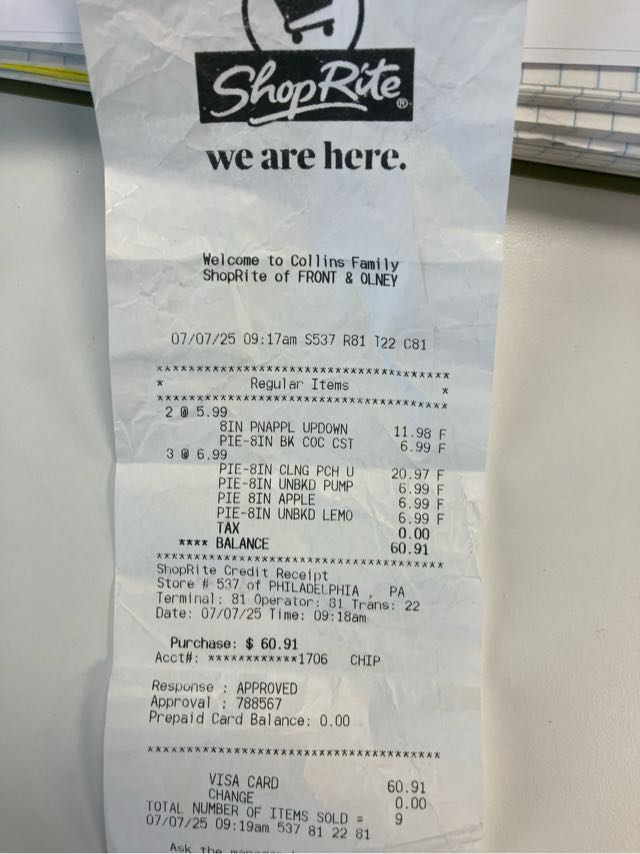 ShopRite®
we are here.
Welcome to Collins Family
ShopRite of FRONT & OLNEY
07/07/25 09:17am S537 R81 T22 C81
****************************************
* Regular Items *
****************************************
2 @ 5.99
8IN PNAPPL UPDOWN 11.98 F
PIE-8IN BK COC CST 6.99 F
3 @ 6.99
PIE-8IN CLNG PCH U 20.97 F
PIE-8IN UNBKD PUMP 6.99 F
PIE 8IN APPLE 6.99 F
PIE-8IN UNBKD LEMO 6.99 F
TAX 0.00
**** BALANCE 60.91
****************************************
ShopRite Credit Receipt
Store # 537 of PHILADELPHIA , PA
Terminal: 81 Operator: 81 Trans: 22
Date: 07/07/25 Time: 09:18am
Purchase: $ 60.91
Acct#: ************1706 CHIP
Response : APPROVED
Approval : 788567
Prepaid Card Balance: 0.00
****************************************
VISA CARD 60.91
CHANGE 0.00
TOTAL NUMBER OF ITEMS SOLD = 9
07/07/25 09:19am 537 81 22 81
Ask the